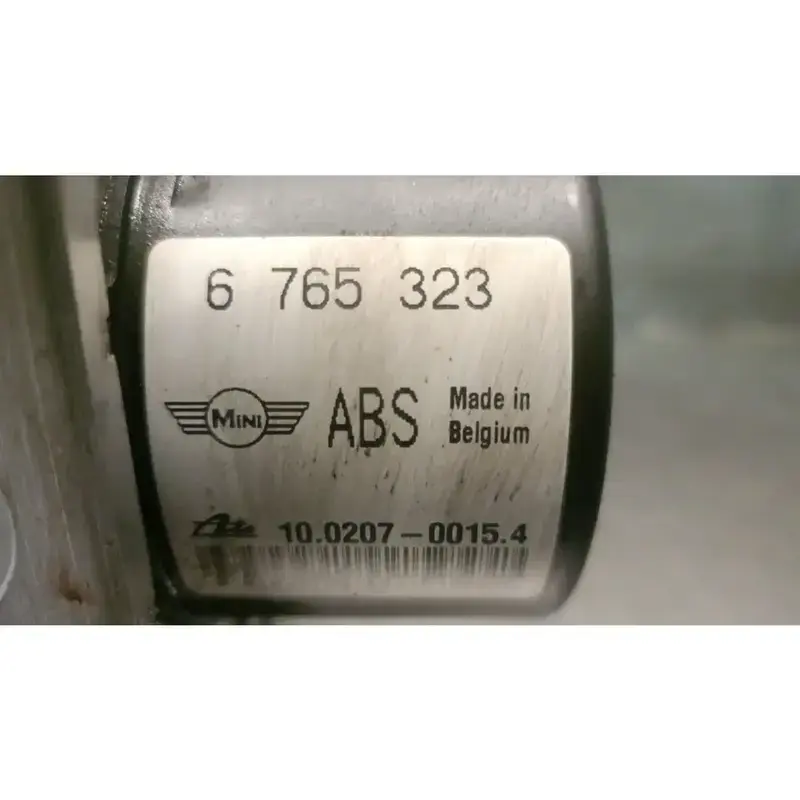 6 765 323
MINI ABS Made in
Belgium
Ate 10.0207-0015.4